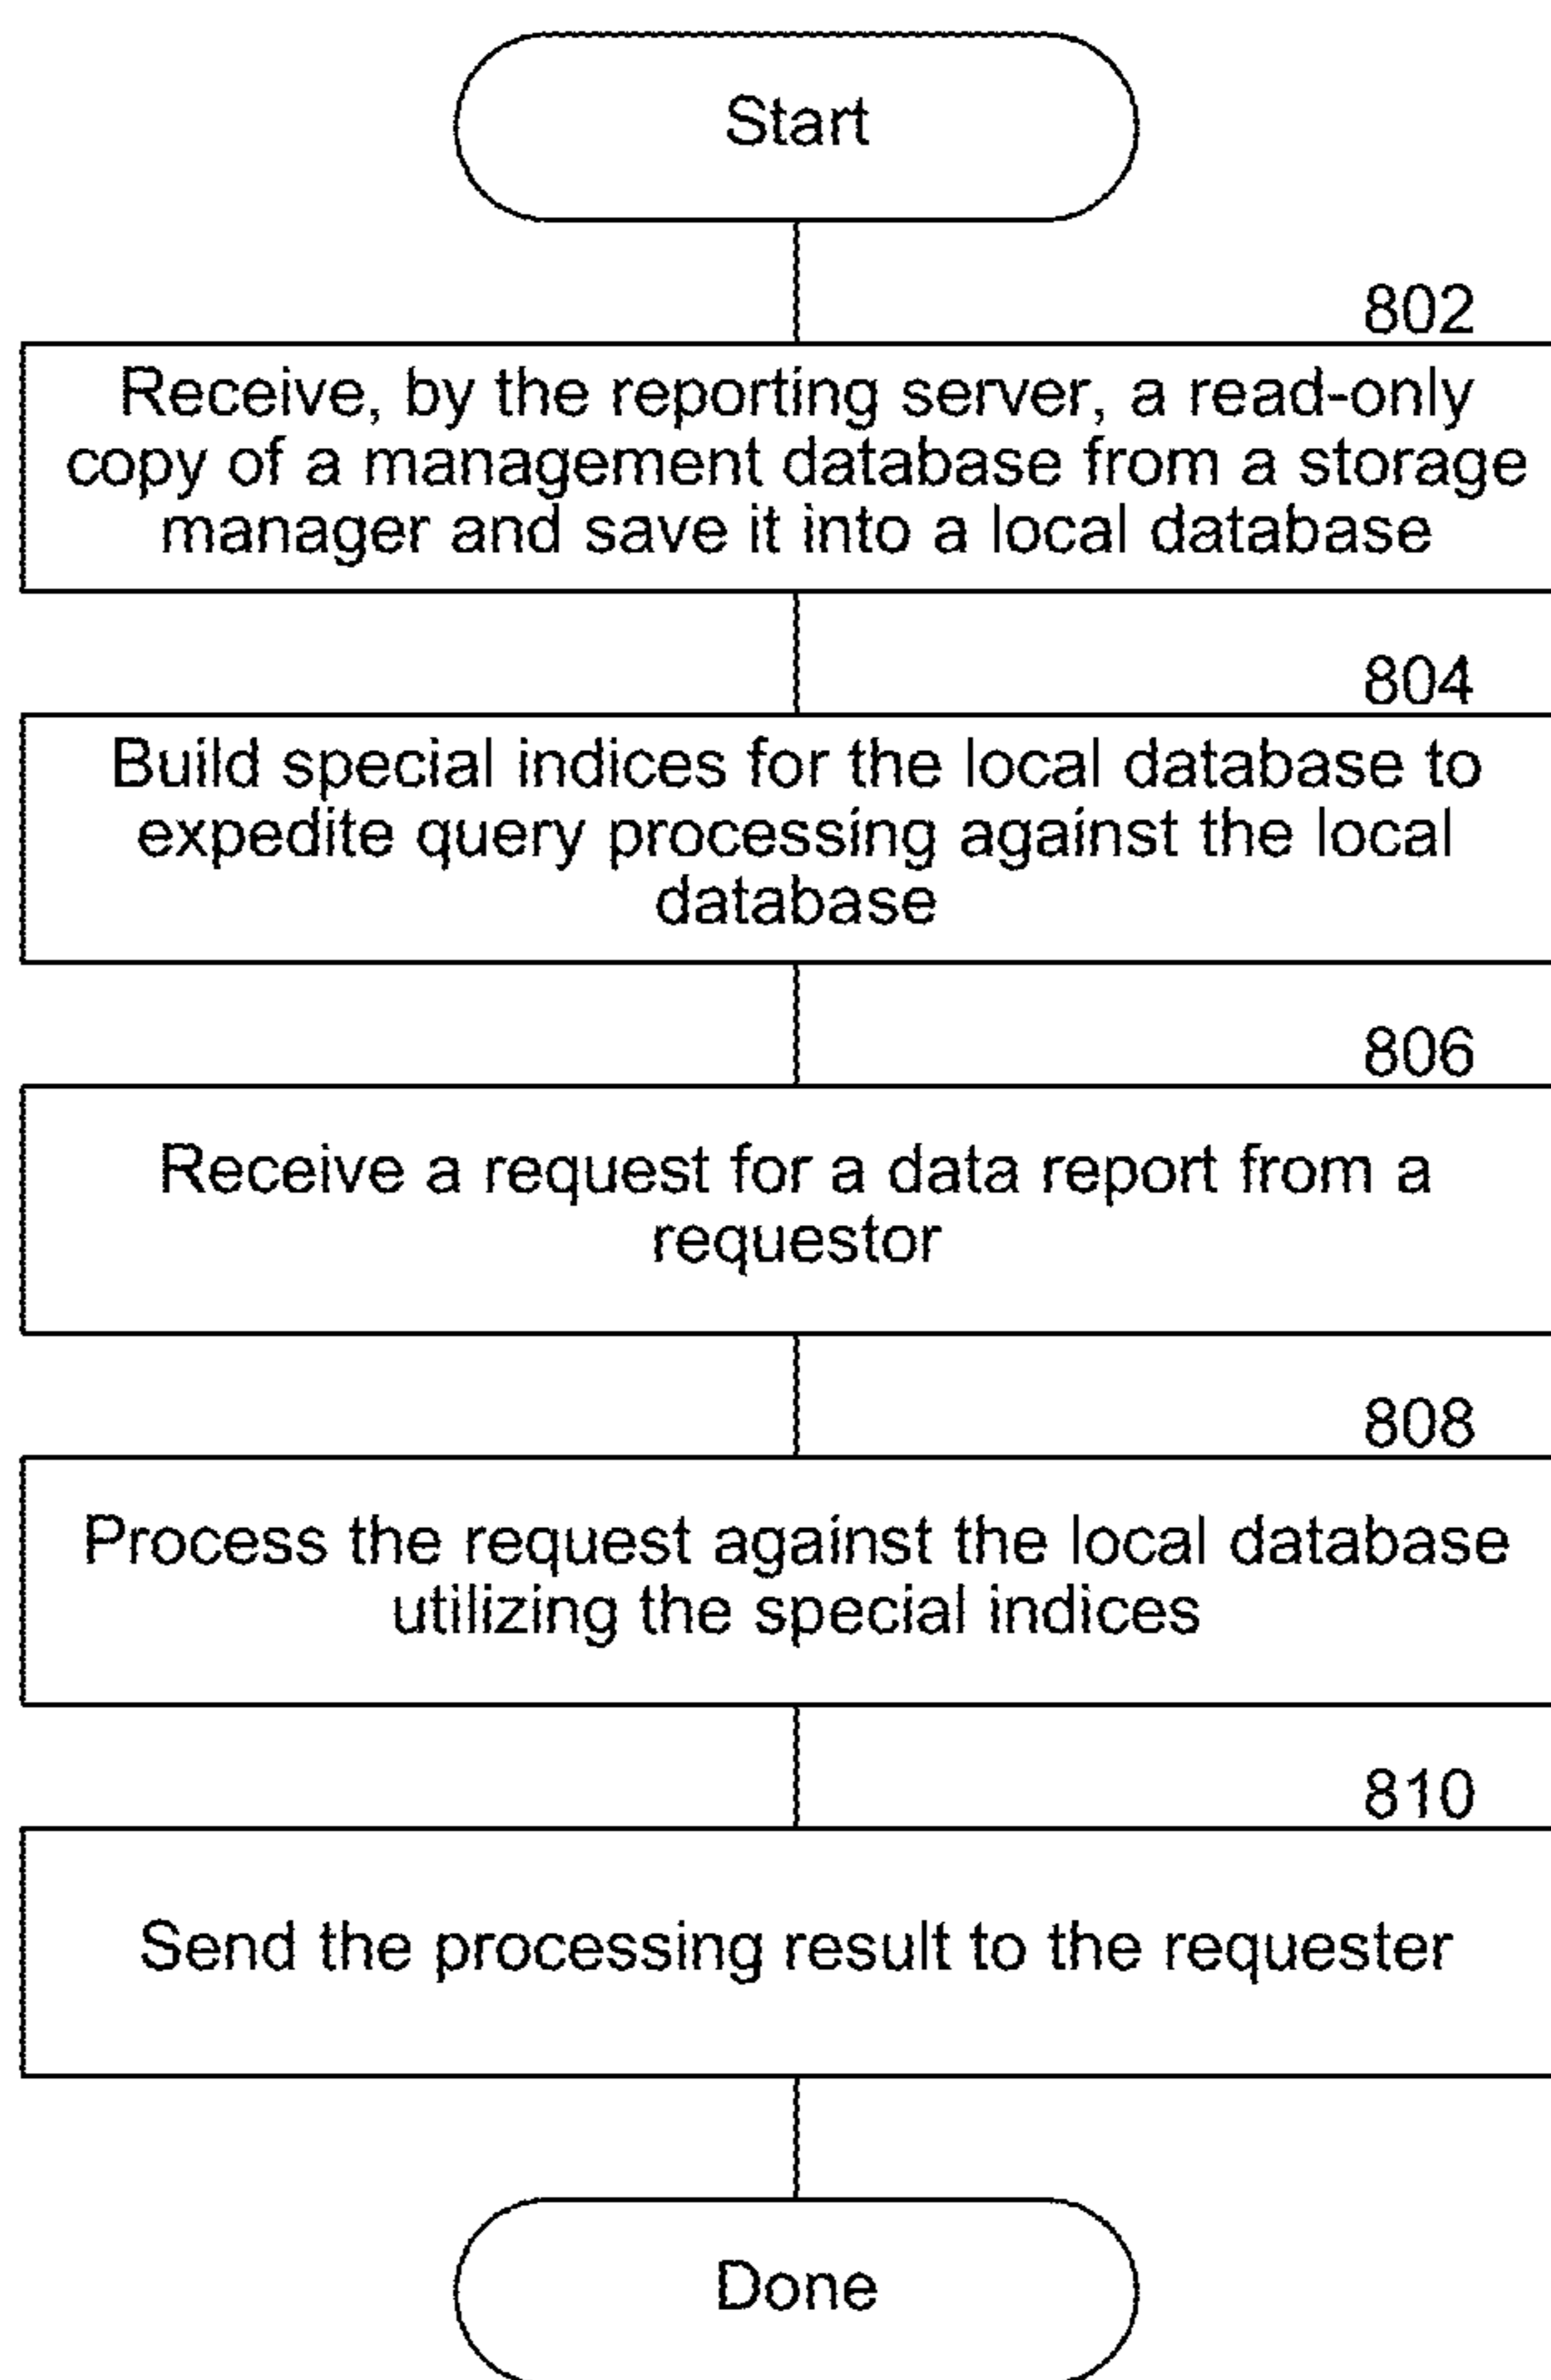 Start
802
Receive, by the reporting server, a read-only
copy of a management database from a storage
manager and save it into a local database
804
Build special indices for the local database to
expedite query processing against the local
database
806
Receive a request for a data report from a
requestor
808
Process the request against the local database
utilizing the special indices
810
Send the processing result to the requester
Done